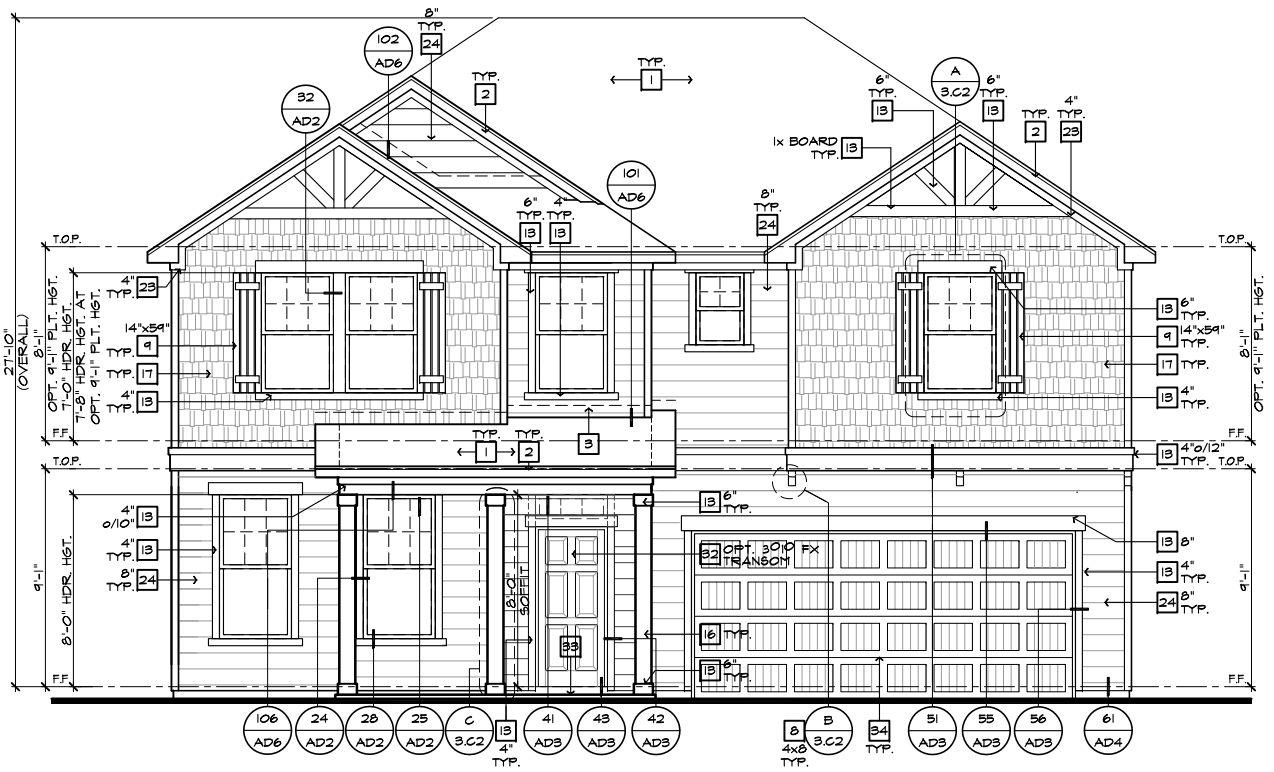 8"
TYP.
24
102
AD6
TYP.
2
TYP.
1
32
AD2
A
3.C2
6"
TYP.
13
6"
TYP.
13
TYP.
2
4"
TYP.
23
1x BOARD
TYP.
13
101
AD6
6"
TYP.
13
4"
TYP.
13
8"
TYP.
24
T.O.P.
T.O.P.
4"
TYP.
23
14"x59"
TYP.
9
TYP.
17
4"
TYP.
13
13
6"
TYP.
9
14"x59"
TYP.
17
TYP.
13
4"
TYP.
27'-10"
(OVERALL)
8'-1"
OPT. 9'-1" PLT. HGT.
7'-0" HDR. HGT.
7'-8" HDR. HGT. AT
OPT. 9'-1" PLT. HGT.
8'-1"
OPT. 9'-1" PLT. HGT.
F.F.
F.F.
3
TYP.
1
TYP.
2
T.O.P.
13
4"o/12"
TYP.
T.O.P.
4"
o/10"
13
4"
TYP.
13
8"
TYP.
24
9'-1"
8'-0" HDR. HGT.
8'-0"
SOFFIT
13
6"
TYP.
32
OPT. 3010 FX
TRANSOM
16
TYP.
33
13
6"
TYP.
13
8"
13
4"
TYP.
24
8"
TYP.
9'-1"
F.F.
F.F.
106
AD6
24
AD2
28
AD2
25
AD2
C
3.C2
13
4"
TYP.
41
AD3
43
AD3
42
AD3
8
4x8
TYP.
B
3.C2
34
TYP.
51
AD3
55
AD3
56
AD3
61
AD4